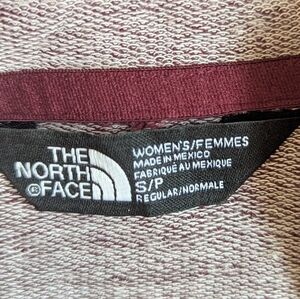 THE
NORTH
FACE
WOMEN'S/FEMMES
MADE IN MEXICO
FABRIQUÉ AU MEXIQUE
S/P
REGULAR/NORMALE